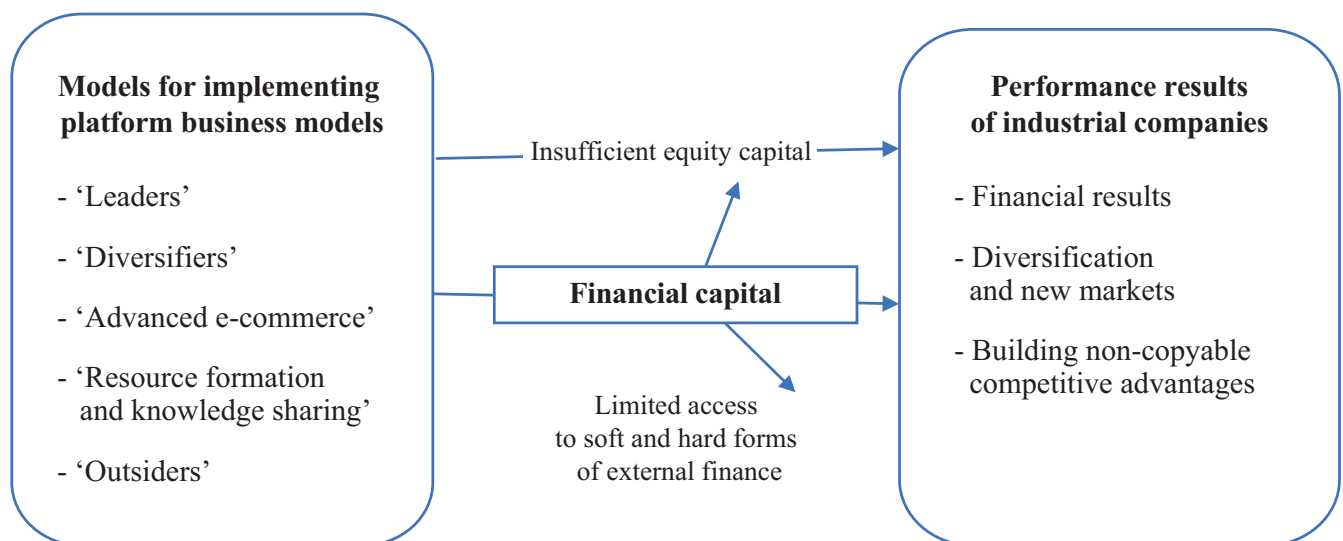 Models for implementing
platform business models
- ‘Leaders’
- ‘Diversifiers’
- ‘Advanced e-commerce’
- ‘Resource formation
and knowledge sharing’
- ‘Outsiders’
Insufficient equity capital
Financial capital
Limited access
to soft and hard forms
of external finance
Performance results
of industrial companies
- Financial results
- Diversification
and new markets
- Building non-copyable
competitive advantages